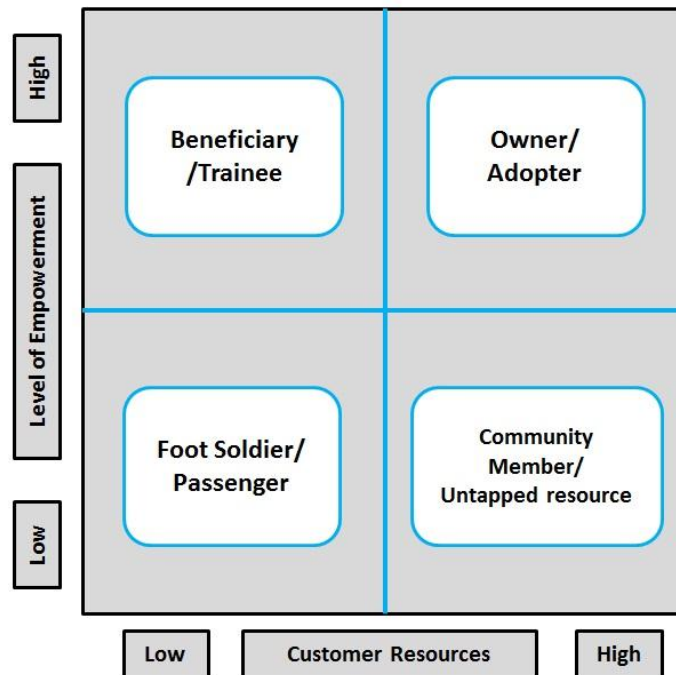 High
Beneficiary
/Trainee
Owner/
Adopter
Level of Empowerment
Foot Soldier/
Passenger
Community
Member/
Untapped resource
Low
Low
Customer Resources
High